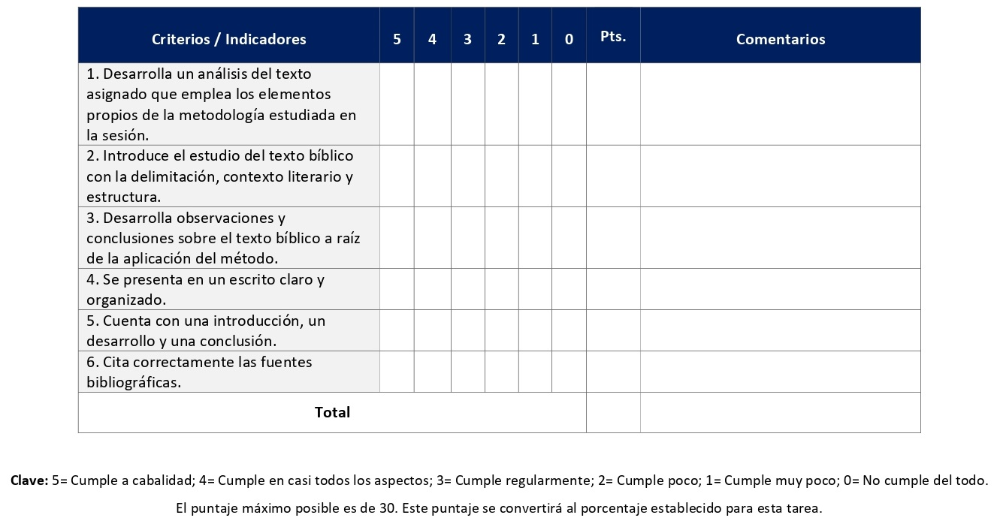 Criterios / Indicadores 5 4 3 2 1 0 Pts. Comentarios
1. Desarrolla un análisis del texto
asignado que emplea los elementos
propios de la metodología estudiada en
la sesión.
2. Introduce el estudio del texto bíblico
con la delimitación, contexto literario y
estructura.
3. Desarrolla observaciones y
conclusiones sobre el texto bíblico a raíz
de la aplicación del método.
4. Se presenta en un escrito claro y
organizado.
5. Cuenta con una introducción, un
desarrollo y una conclusión.
6. Cita correctamente las fuentes
bibliográficas.
Total
Clave: 5= Cumple a cabalidad; 4= Cumple en casi todos los aspectos; 3= Cumple regularmente; 2= Cumple poco; 1= Cumple muy poco; 0= No cumple del todo.
El puntaje máximo posible es de 30. Este puntaje se convertirá al porcentaje establecido para esta tarea.